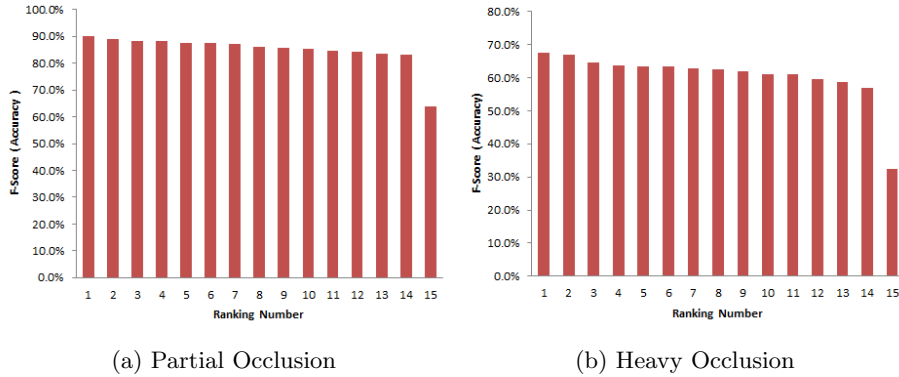 100.0%
90.0%
80.0%
70.0%
60.0%
50.0%
40.0%
30.0%
20.0%
10.0%
0.0%
F-Score (Accuracy )
1 2 3 4 5 6 7 8 9 10 11 12 13 14 15
Ranking Number
(a) Partial Occlusion
80.0%
70.0%
60.0%
50.0%
40.0%
30.0%
20.0%
10.0%
0.0%
F-Score (Accuracy)
1 2 3 4 5 6 7 8 9 10 11 12 13 14 15
Ranking Number
(b) Heavy Occlusion